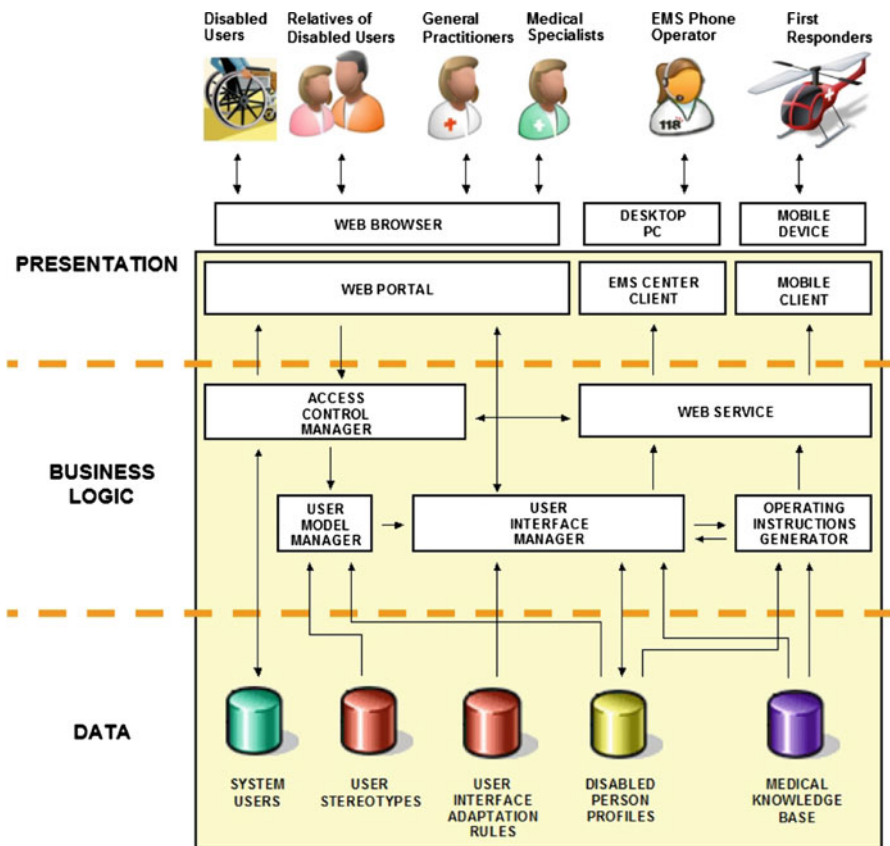 Disabled
Users
Relatives of
Disabled Users
General
Practitioners
Medical
Specialists
EMS Phone
Operator
First
Responders
118
WEB BROWSER
DESKTOP
PC
MOBILE
DEVICE
PRESENTATION
WEB PORTAL
EMS CENTER
CLIENT
MOBILE
CLIENT
ACCESS
CONTROL
MANAGER
WEB SERVICE
BUSINESS
LOGIC
USER
MODEL
MANAGER
USER
INTERFACE
MANAGER
OPERATING
INSTRUCTIONS
GENERATOR
DATA
SYSTEM
USERS
USER
STEREOTYPES
USER
INTERFACE
ADAPTATION
RULES
DISABLED
PERSON
PROFILES
MEDICAL
KNOWLEDGE
BASE